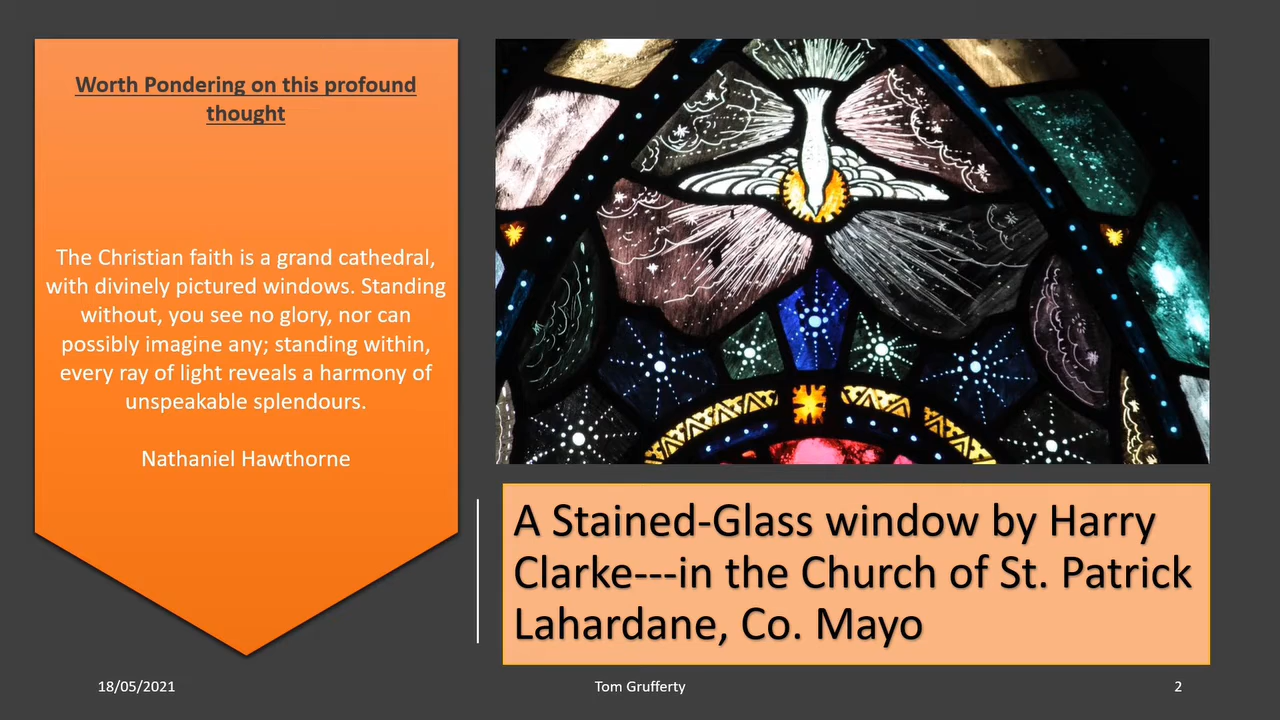 Worth Pondering on this profound
thought
The Christian faith is a grand cathedral,
with divinely pictured windows. Standing
without, you see no glory, nor can
possibly imagine any; standing within,
every ray of light reveals a harmony of
unspeakable splendours.
Nathaniel Hawthorne
A Stained-Glass window by Harry
Clarke---in the Church of St. Patrick
Lahardane, Co. Mayo
18/05/2021
Tom Grufferty
2